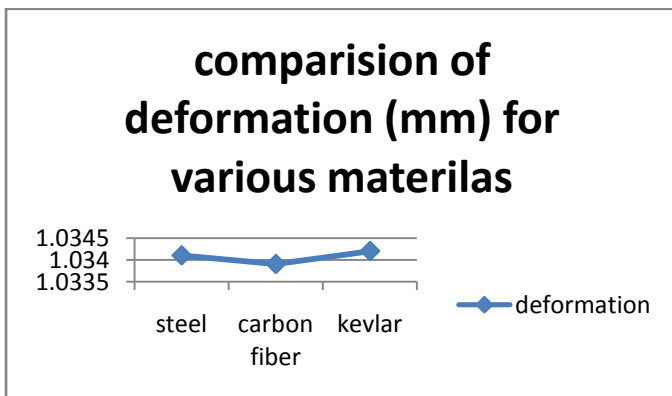 comparision of
deformation (mm) for
various materilas
1.0345
1.034
1.0335
steel
carbon
fiber
kevlar
deformation